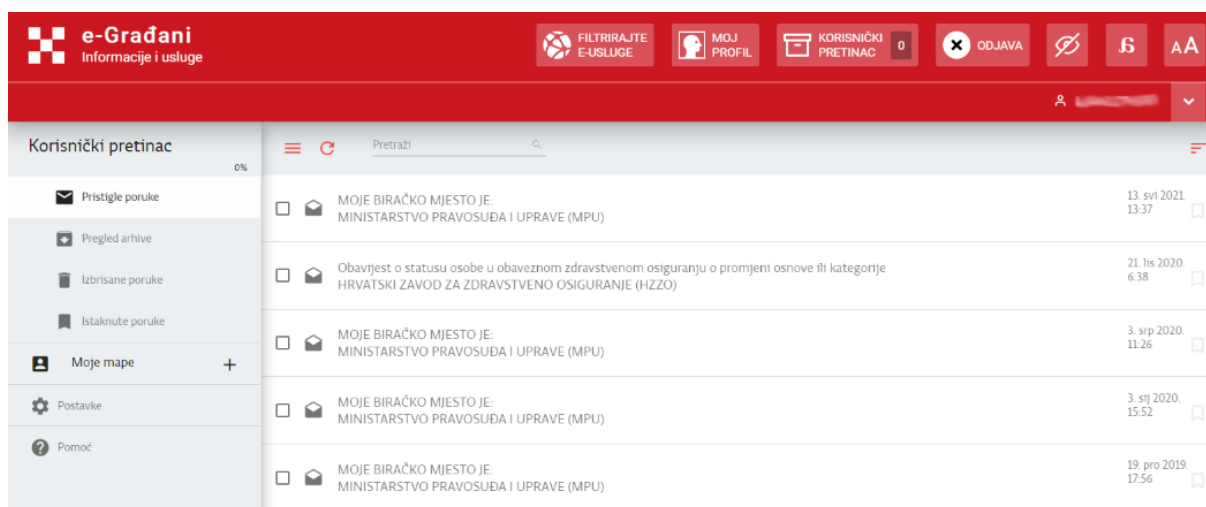 e-Građani
Informacije i usluge
FILTRIRAJTE
E-USLUGE
MOJ
PROFIL
KORISNIČKI
PRETINAC
0
ODJAVA
AA
Korisnički pretinac
0%
Pretraži
Pristigle poruke
Pregled arhive
Izbrisane poruke
Istaknute poruke
Moje mape
Postavke
Pomoć
MOJE BIRAČKO MJESTO JE:
MINISTARSTVO PRAVOSUĐA I UPRAVE (MPU)
13. svi 2021.
13:37
Obavijest o statusu osobe u obaveznom zdravstvenom osiguranju o promjeni osnove ili kategorije
HRVATSKI ZAVOD ZA ZDRAVSTVENO OSIGURANJE (HZZO)
21. lis 2020.
6:38
MOJE BIRAČKO MJESTO JE:
MINISTARSTVO PRAVOSUĐA I UPRAVE (MPU)
3. srp 2020.
11:26
MOJE BIRAČKO MJESTO JE:
MINISTARSTVO PRAVOSUĐA I UPRAVE (MPU)
3. sij 2020.
15:52
MOJE BIRAČKO MJESTO JE:
MINISTARSTVO PRAVOSUĐA I UPRAVE (MPU)
19. pro 2019.
17:56